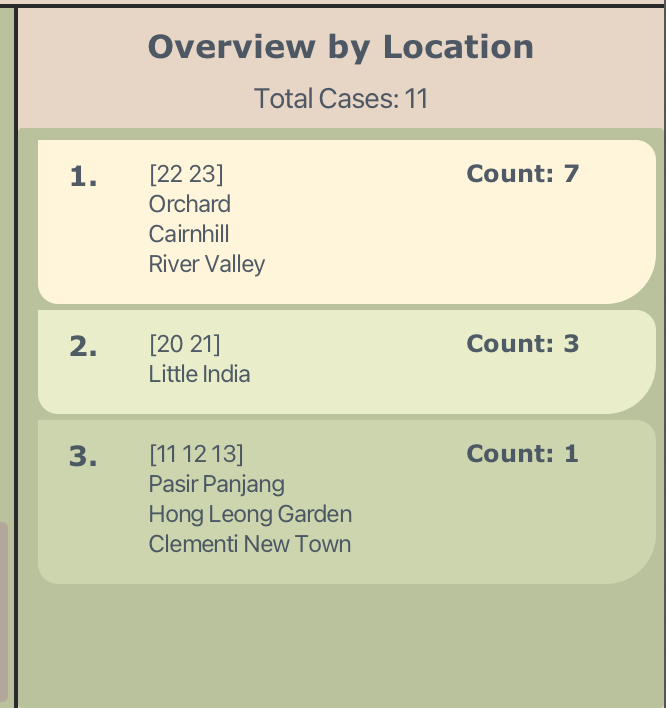 Overview by Location
Total Cases: 11
1. [22 23] Count: 7
Orchard
Cairnhill
River Valley
2. [20 21] Count: 3
Little India
3. [11 12 13] Count: 1
Pasir Panjang
Hong Leong Garden
Clementi New Town